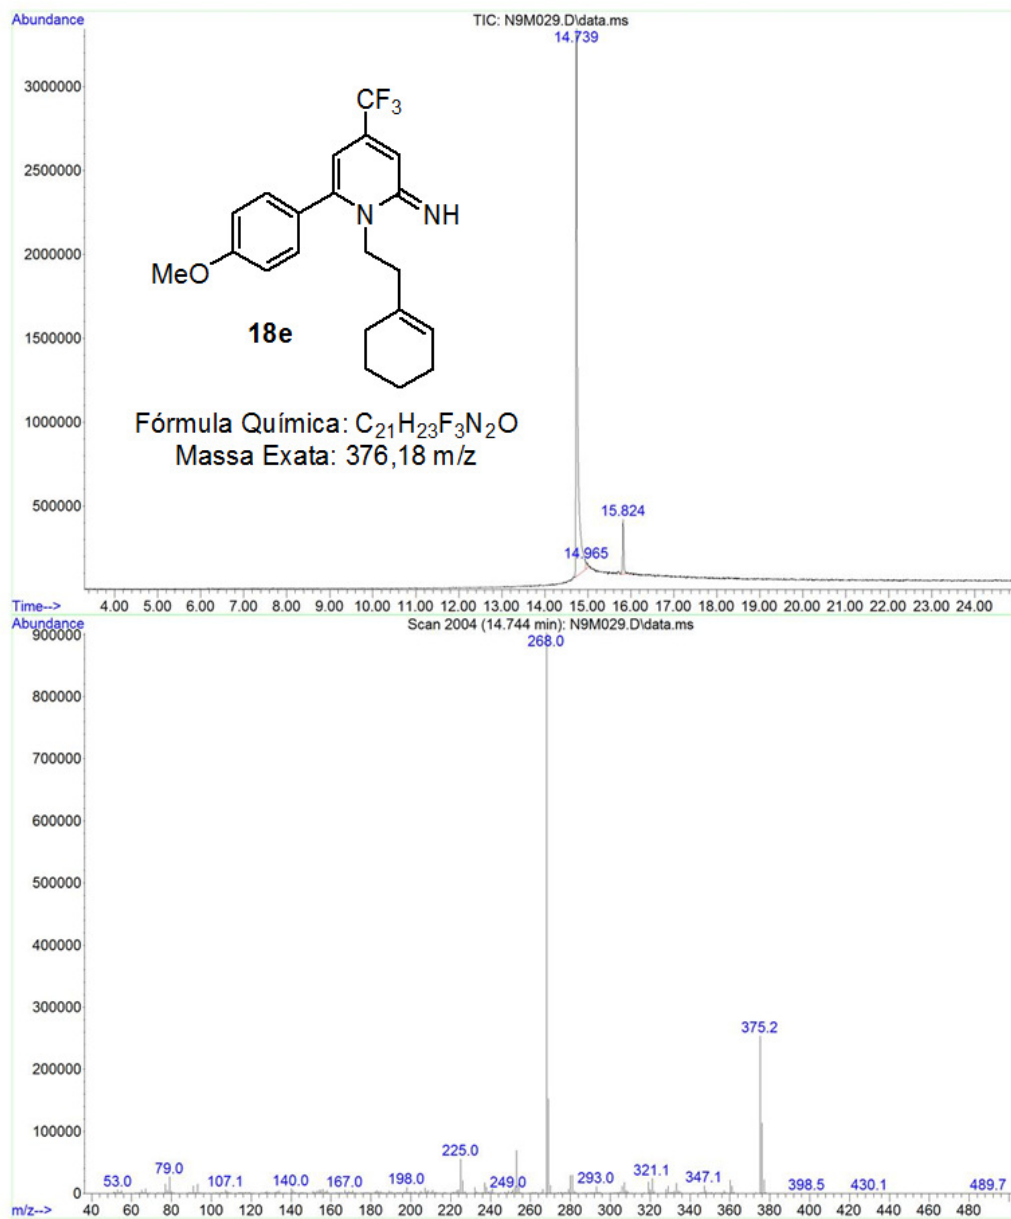 Abundance
TIC: N9M029.D\data.ms
14.739
3000000
2500000
2000000
1500000
1000000
500000
CF3
N
NH
MeO
18e
Fórmula Química: C21H23F3N2O
Massa Exata: 376,18 m/z
15.824
14.965
Time-->
4.00 5.00 6.00 7.00 8.00 9.00 10.00 11.00 12.00 13.00 14.00 15.00 16.00 17.00 18.00 19.00 20.00 21.00 22.00 23.00 24.00
Abundance
Scan 2004 (14.744 min): N9M029.D\data.ms
900000
268.0
800000
700000
600000
500000
400000
300000
375.2
200000
100000
225.0
53.0 79.0 107.1 140.0 167.0 198.0 249.0 293.0 321.1 347.1 398.5 430.1 489.7
0
m/z-->
40 60 80 100 120 140 160 180 200 220 240 260 280 300 320 340 360 380 400 420 440 460 480